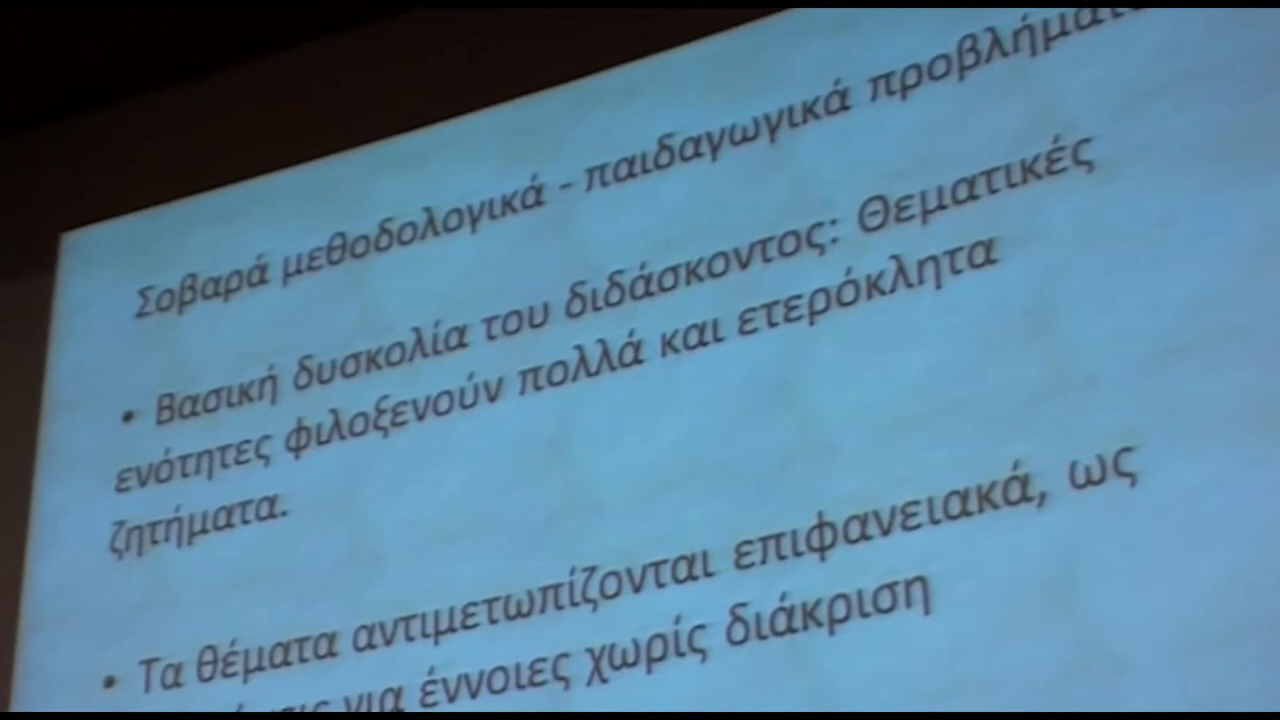 Σοβαρά μεθοδολογικά - παιδαγωγικά
• Βασική δυσκολία του διδάσκοντος: Θεματικές
ενότητες φιλοξενούν πολλά και ετερόκλητα
ζητήματα.
• Τα θέματα αντιμετωπίζονται επιφανειακά, ως
για έννοιες χωρίς διάκριση